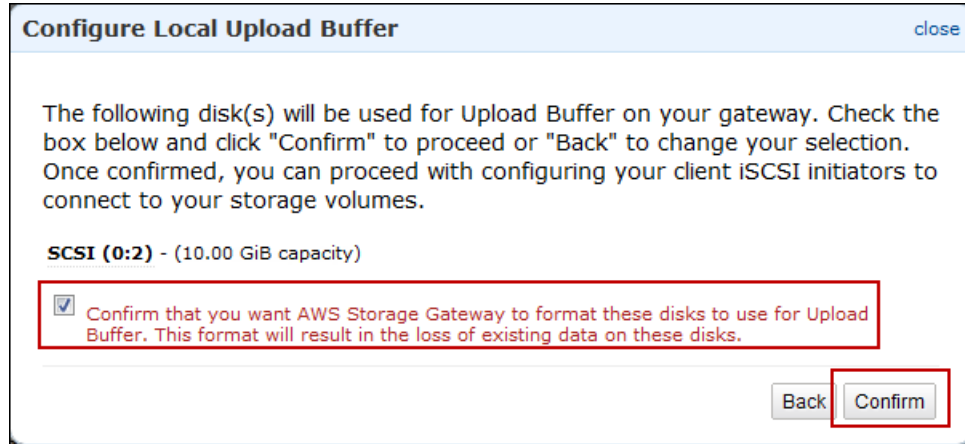 Configure Local Upload Buffer
close
The following disk(s) will be used for Upload Buffer on your gateway. Check the
box below and click "Confirm" to proceed or "Back" to change your selection.
Once confirmed, you can proceed with configuring your client iSCSI initiators to
connect to your storage volumes.
SCSI (0:2) - (10.00 GiB capacity)
Confirm that you want AWS Storage Gateway to format these disks to use for Upload
Buffer. This format will result in the loss of existing data on these disks.
Back
Confirm